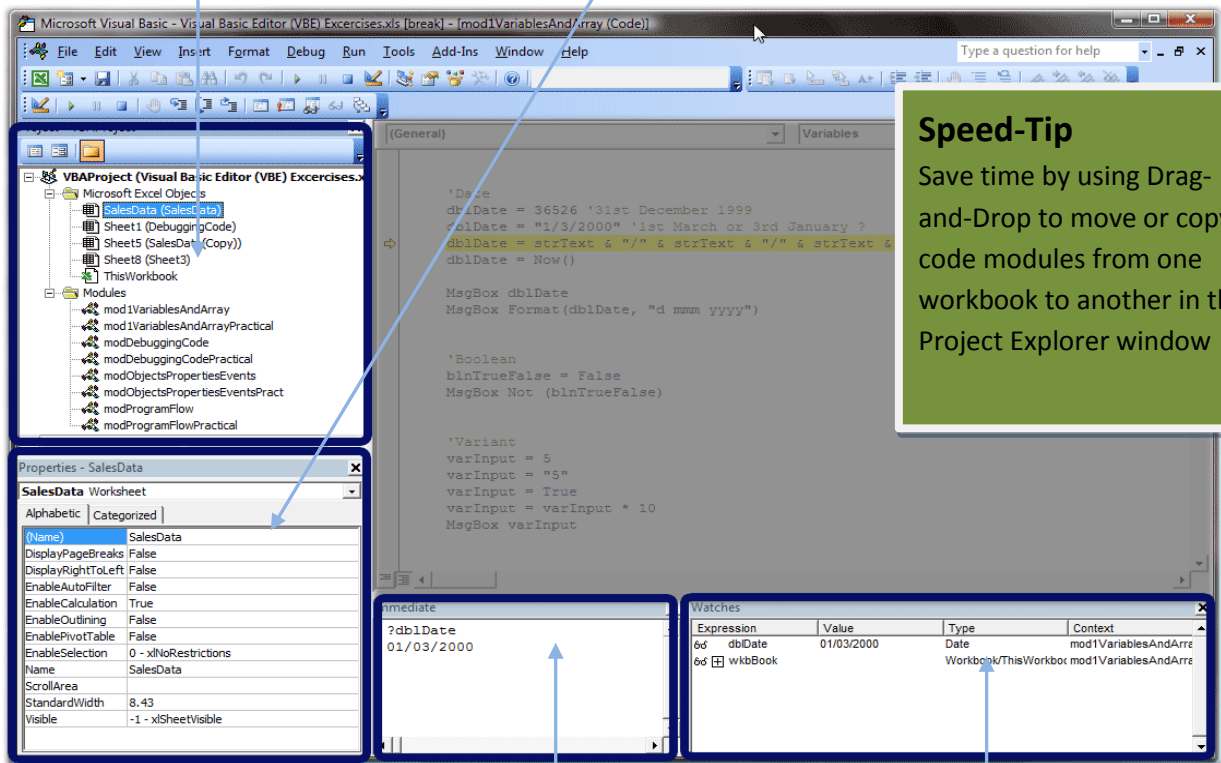 Microsoft Visual Basic - Visual Basic Editor (VBE) Excercises.xls [break] - [mod1VariablesAndArray (Code)]
File Edit View Insert Format Debug Run Tools Add-Ins Window Help
Type a question for help
(General)
Variables
VBAProject (Visual Basic Editor (VBE) Excercises.x
Microsoft Excel Objects
SalesData (SalesData)
Sheet1 (DebuggingCode)
Sheet5 (SalesData (Copy))
Sheet8 (Sheet3)
ThisWorkbook
Modules
mod1VariablesAndArray
mod1VariablesAndArrayPractical
modDebuggingCode
modDebuggingCodePractical
modObjectsPropertiesEvents
modObjectsPropertiesEventsPract
modProgramFlow
modProgramFlowPractical
'Date
dblDate = 36526 '31st December 1999
dblDate = "1/3/2000" '1st March or 3rd January ?
dblDate = strText & "/" & strText & "/" & strText &
dblDate = Now()
MsgBox dblDate
MsgBox Format(dblDate, "d mmm yyyy")
'Boolean
blnTrueFalse = False
MsgBox Not (blnTrueFalse)
'Variant
varInput = 5
varInput = "5"
varInput = True
varInput = varInput * 10
MsgBox varInput
Speed-Tip
Save time by using Drag-
and-Drop to move or cop
code modules from one
workbook to another in th
Project Explorer window
Properties - SalesData
SalesData Worksheet
Alphabetic Categorized
(Name) SalesData
DisplayPageBreaks False
DisplayRightToLeft False
EnableAutoFilter False
EnableCalculation True
EnableOutlining False
EnablePivotTable False
EnableSelection 0 - xlNoRestrictions
Name SalesData
ScrollArea
StandardWidth 8.43
Visible -1 - xlSheetVisible
mmediate
?dblDate
01/03/2000
Watches
Expression Value Type Context
dblDate 01/03/2000 Date mod1VariablesAndArra
wkbBook Workbook/ThisWorkboo mod1VariablesAndArra